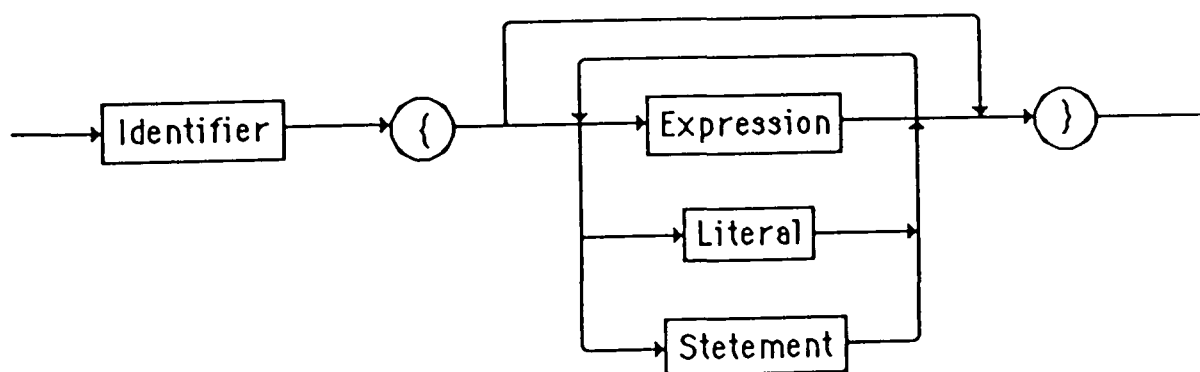 Identifier
{
Expression
}
Literal
Stetement